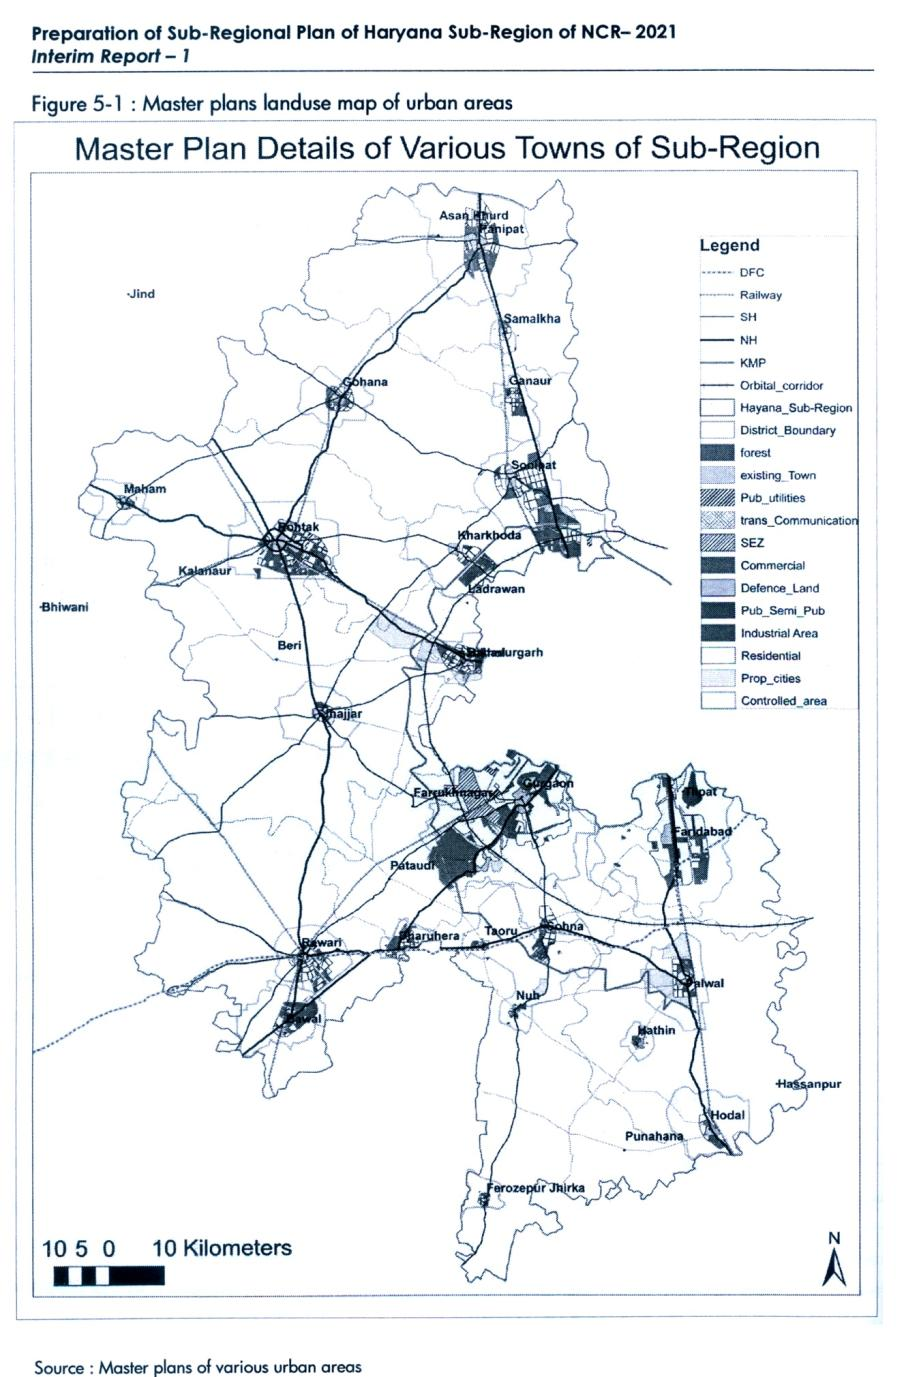 Preparation of Sub-Regional Plan of Haryana Sub-Region of NCR– 2021
Interim Report – 1
Figure 5-1 : Master plans landuse map of urban areas
Master Plan Details of Various Towns of Sub-Region
Asan Khurd
Panipat
Legend
DFC
Jind
Railway
SH
Samalkha
NH
KMP
Gohana
Ganaur
Orbital_corridor
Hayana_Sub-Region
District_Boundary
forest
Sonipat
existing_Town
Maham
Pub_utilities
trans_Communication
Rohtak
Kharkhoda
SEZ
Kalanaur
Commercial
Ladrawan
Defence_Land
Bhiwani
Pub_Semi_Pub
Industrial Area
Beri
Residential
Prop_cities
Controlled_area
Jhajjar
Farrukhnagar
Gurgaon
Tilpat
Faridabad
Pataudi
Rewari
Dharuhera
Taoru
Sohna
Palwal
Nuh
Bawal
Hathin
Hassanpur
Hodal
Punahana
Ferozepur Jhirka
10 5 0 10 Kilometers
N
Source : Master plans of various urban areas